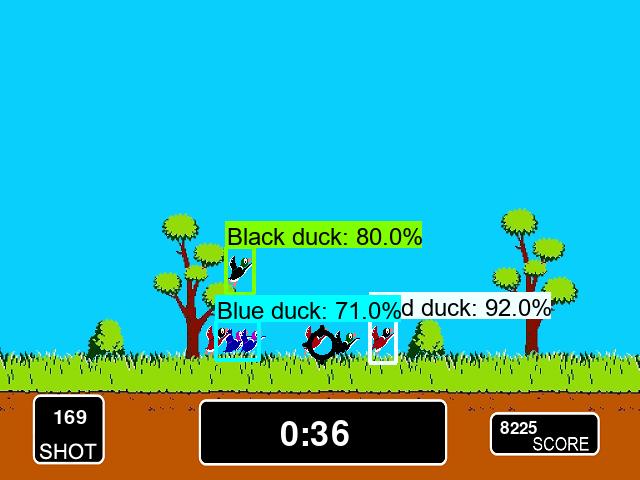 Black duck: 80.0%
Blue duck: 71.0%
d duck: 92.0%
169
SHOT
0:36
8225
SCORE